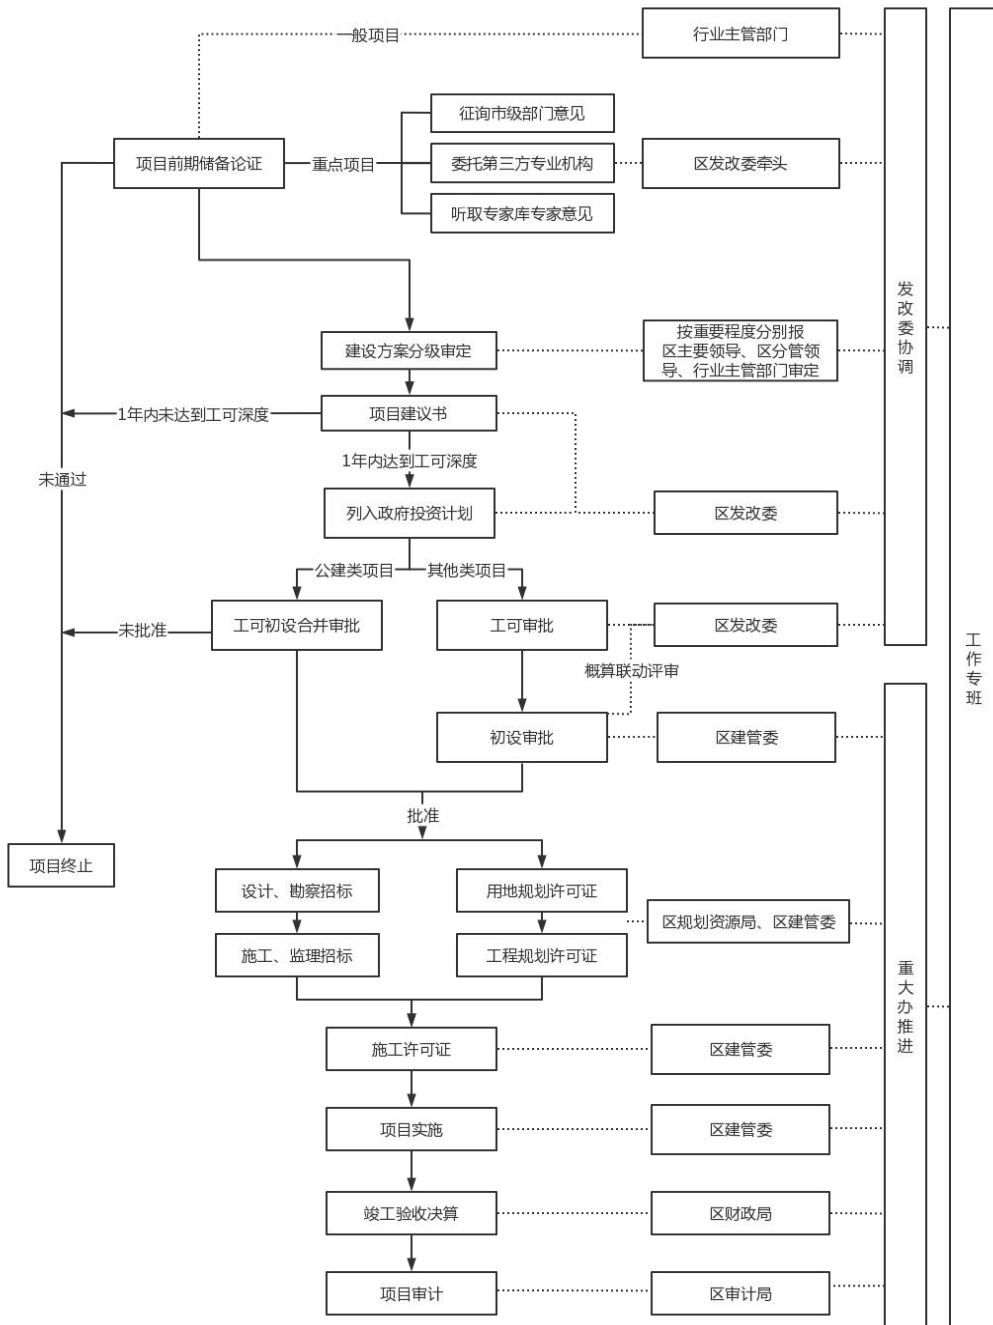 一般项目
行业主管部门
征询市级部门意见
项目前期储备论证
重点项目
委托第三方专业机构
区发改委牵头
听取专家库专家意见
发改委协调
建设方案分级审定
按重要程度分别报
区主要领导、区分管领
导、行业主管部门审定
1年内未达到工可深度
项目建议书
1年内达到工可深度
未通过
列入政府投资计划
区发改委
公建类项目
其他类项目
未批准
工可初设合并审批
工可审批
区发改委
工作专班
概算联动评审
初设审批
区建管委
批准
项目终止
设计、勘察招标
用地规划许可证
区规划资源局、区建管委
施工、监理招标
工程规划许可证
重大办推进
施工许可证
区建管委
项目实施
区建管委
竣工验收决算
区财政局
项目审计
区审计局